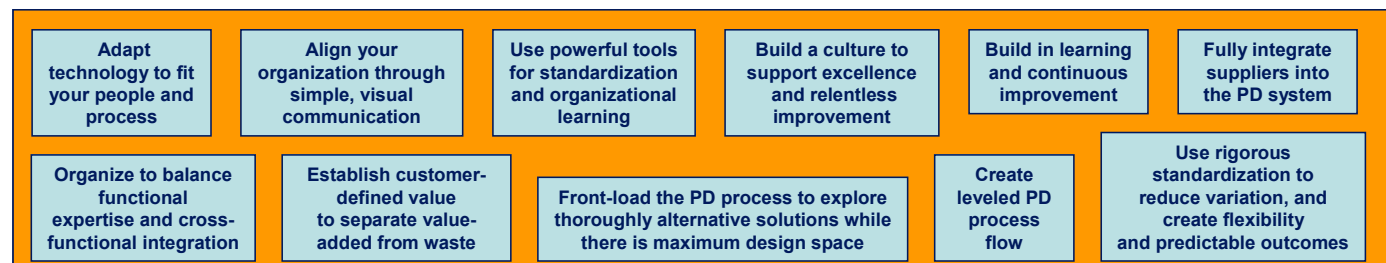 Adapt
technology to fit
your people and
process
Align your
organization through
simple, visual
communication
Use powerful tools
for standardization
and organizational
learning
Build a culture to
support excellence
and relentless
improvement
Build in learning
and continuous
improvement
Fully integrate
suppliers into
the PD system
Organize to balance
functional
expertise and cross-
functional integration
Establish customer-
defined value
to separate value-
added from waste
Front-load the PD process to explore
thoroughly alternative solutions while
there is maximum design space
Create
leveled PD
process
flow
Use rigorous
standardization to
reduce variation, and
create flexibility
and predictable outcomes